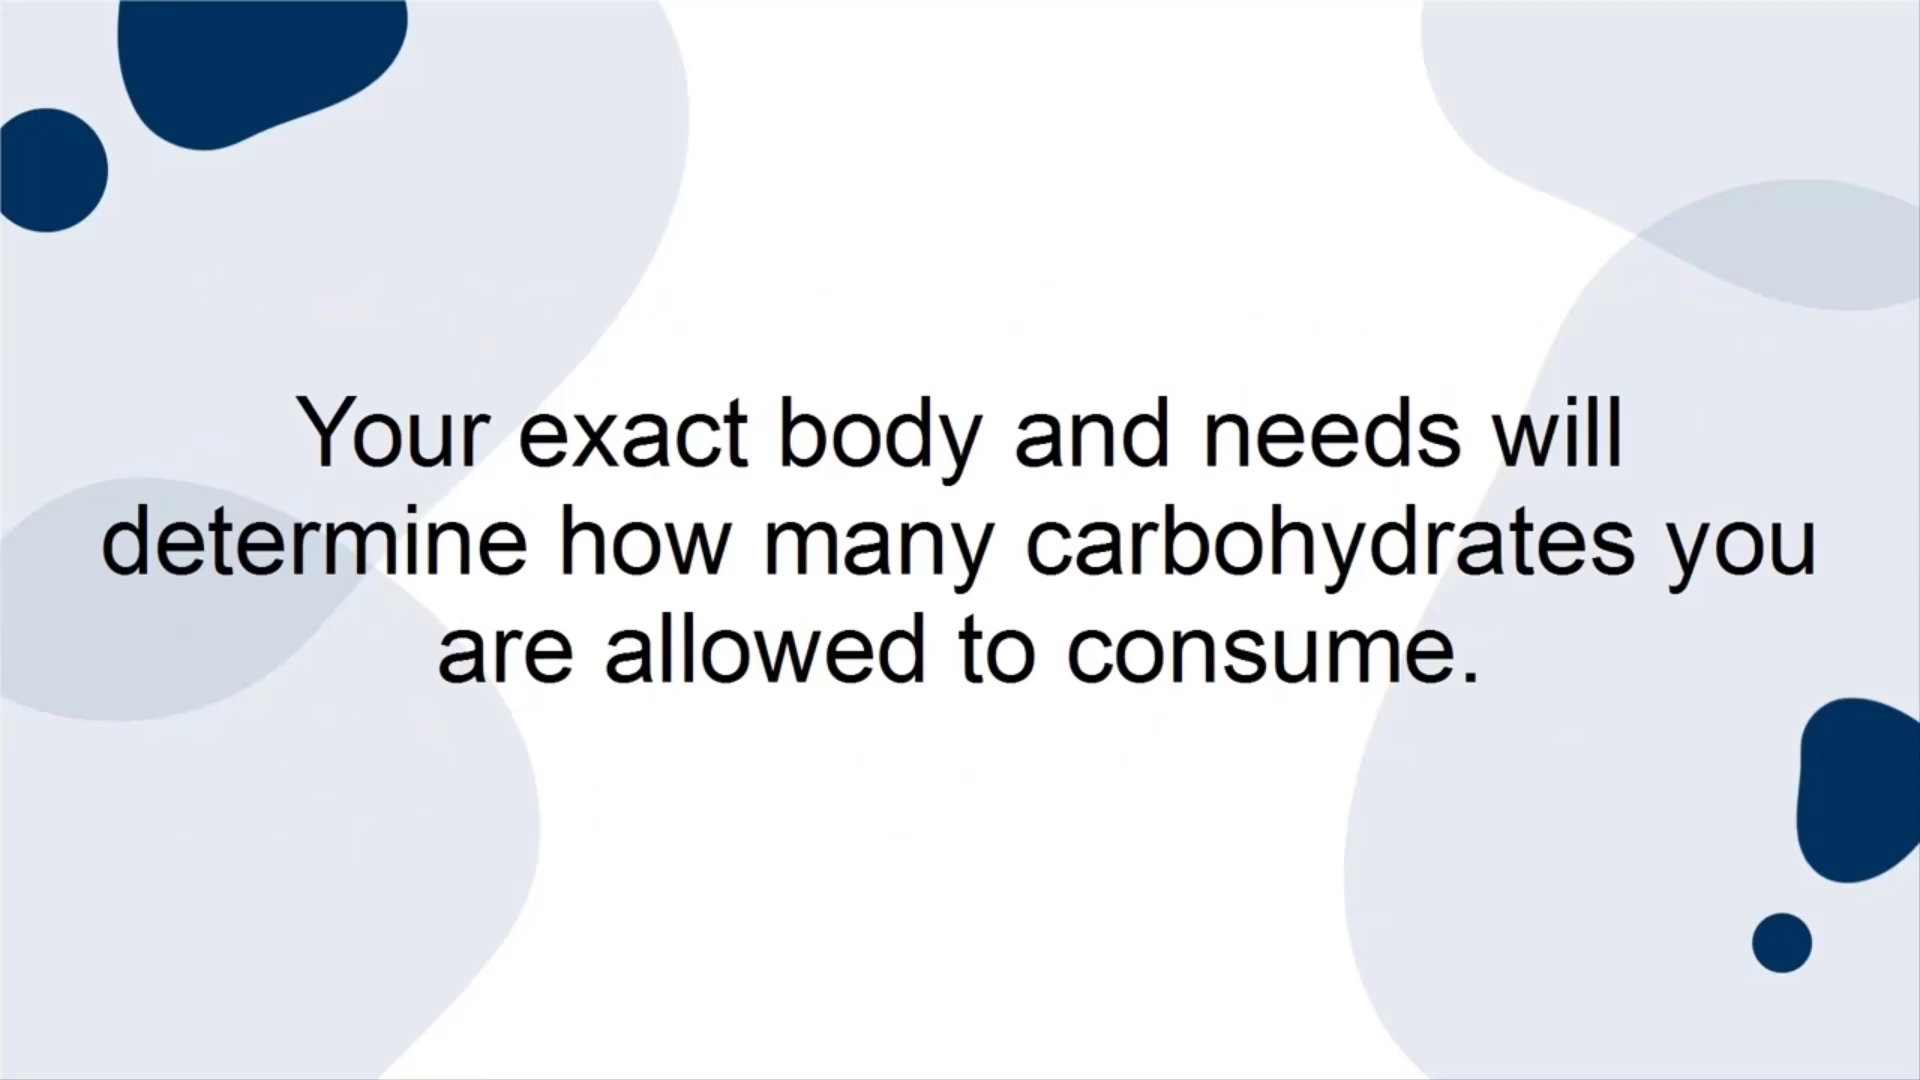 Your exact body and needs will
determine how many carbohydrates you
are allowed to consume.